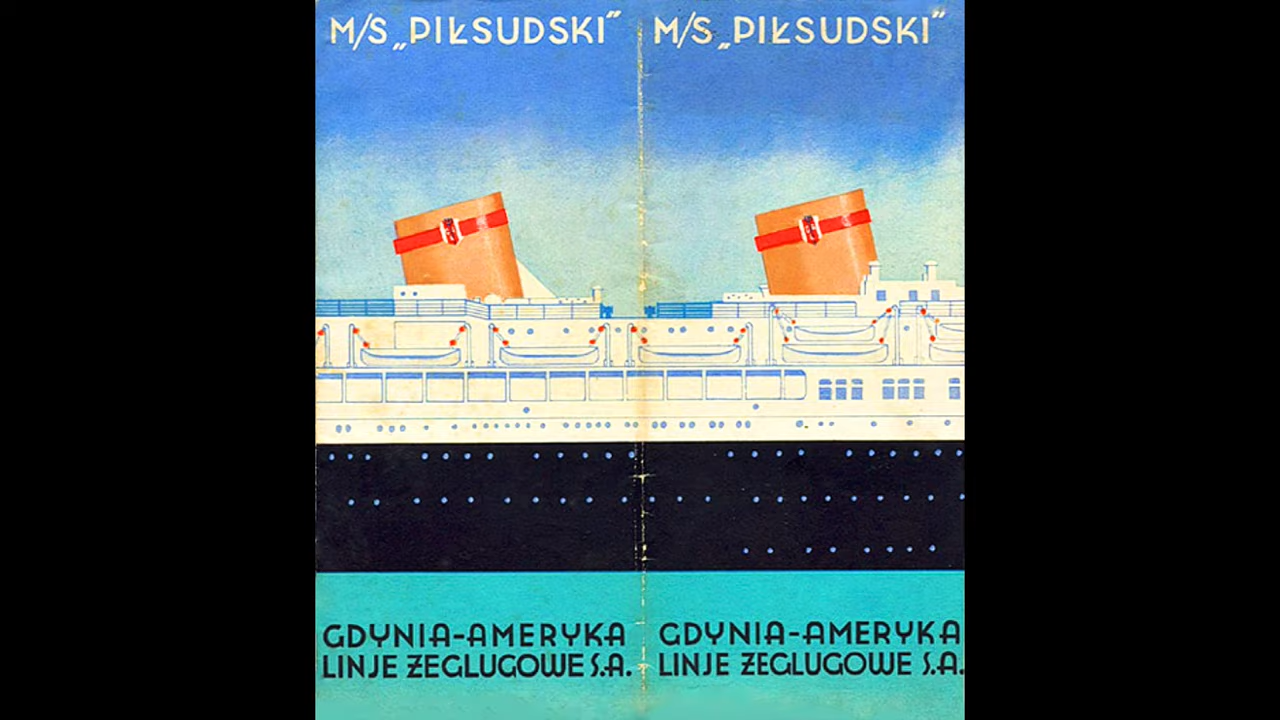 M/S „PIŁSUDSKI”
M/S „PIŁSUDSKI”
GDYNIA-AMERYKA
LINJE ŻEGLUGOWE S.A.
GDYNIA-AMERYKA
LINJE ŻEGLUGOWE S.A.